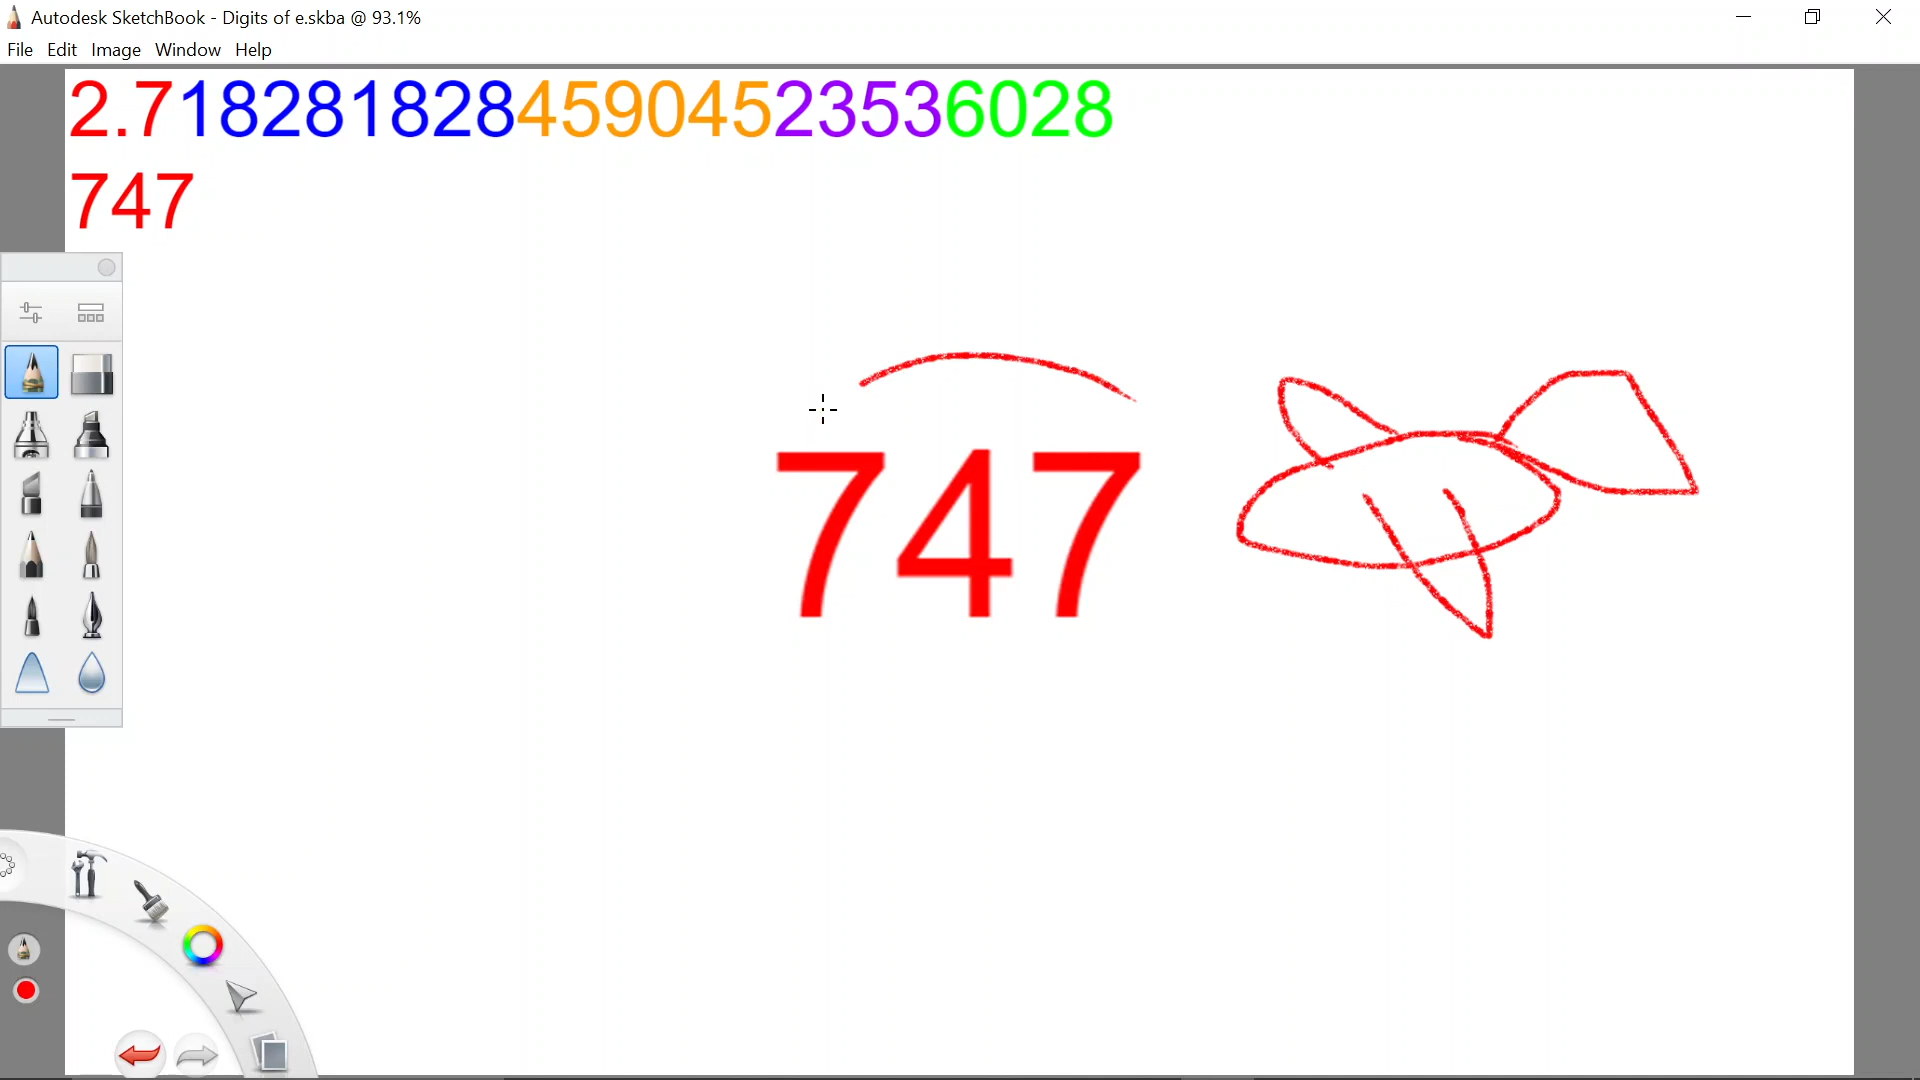 Autodesk SketchBook - Digits of e.skba @ 93.1%
File Edit Image Window Help
2.71828182845904523536028
747
747